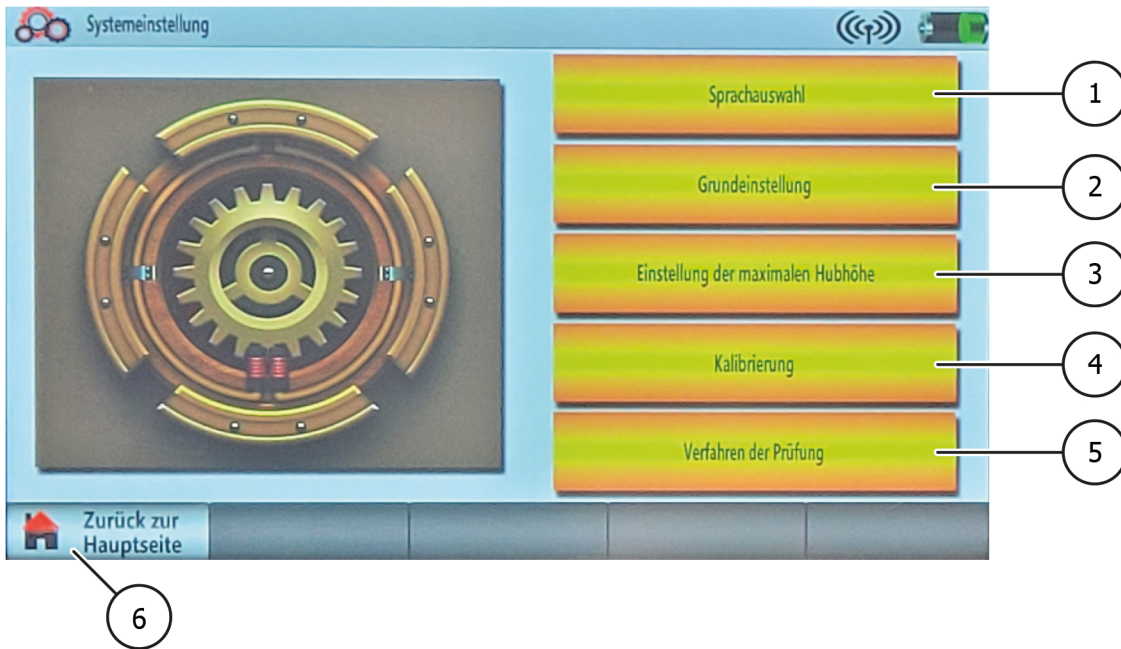 Systemeinstellung
Sprachauswahl
1
Grundeinstellung
2
Einstellung der maximalen Hubhöhe
3
Kalibrierung
4
Verfahren der Prüfung
5
Zurück zur
Hauptseite
6